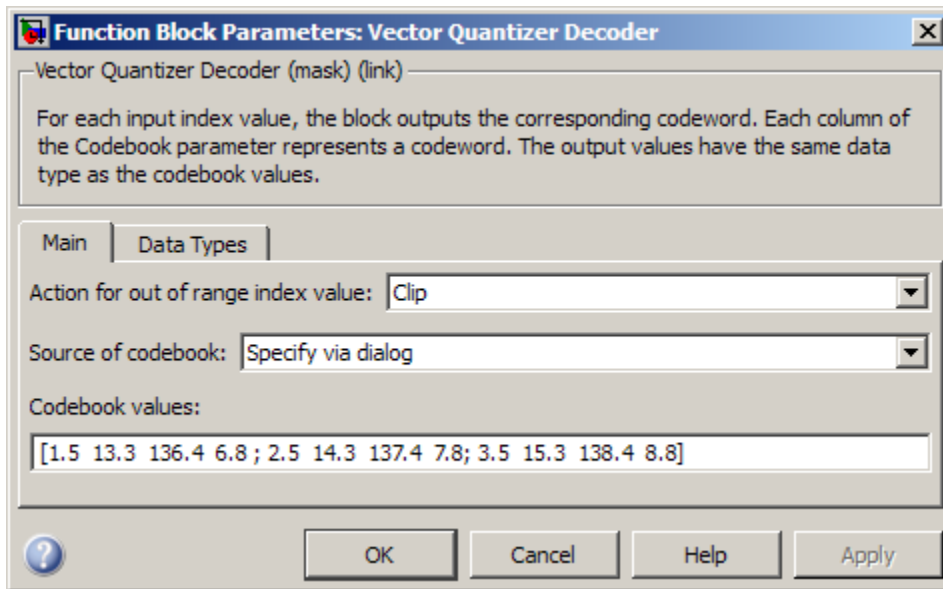 Function Block Parameters: Vector Quantizer Decoder
Vector Quantizer Decoder (mask) (link)
For each input index value, the block outputs the corresponding codeword. Each column of
the Codebook parameter represents a codeword. The output values have the same data
type as the codebook values.
Main Data Types
Action for out of range index value: Clip
Source of codebook: Specify via dialog
Codebook values:
[1.5 13.3 136.4 6.8 ; 2.5 14.3 137.4 7.8; 3.5 15.3 138.4 8.8]
? OK Cancel Help Apply